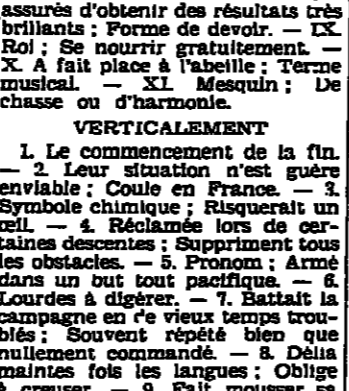 assurés d'obtenir des résultats très
brillants ; Forme de devoir. — IX.
Roi ; Se nourrir gratuitement. —
X. A fait place à l'abeille ; Terme
musical. — XI. Mesquin ; De
chasse ou d'harmonie.
VERTICALEMENT
1. Le commencement de la fin.
— 2. Leur situation n'est guère
enviable ; Coule en France. — 3.
Symbole chimique ; Risquerait un
œil. — 4. Réclamée lors de cer-
taines descentes ; Suppriment tous
les obstacles. — 5. Pronom ; Armé
dans un but tout pacifique. — 6.
Lourdes à digérer. — 7. Battait la
campagne en de vieux temps trou-
blés ; Souvent répété bien que
nullement commandé. — 8. Délia
maintes fois les langues ; Oblige
à creuser. — 9. Fait mousser sa